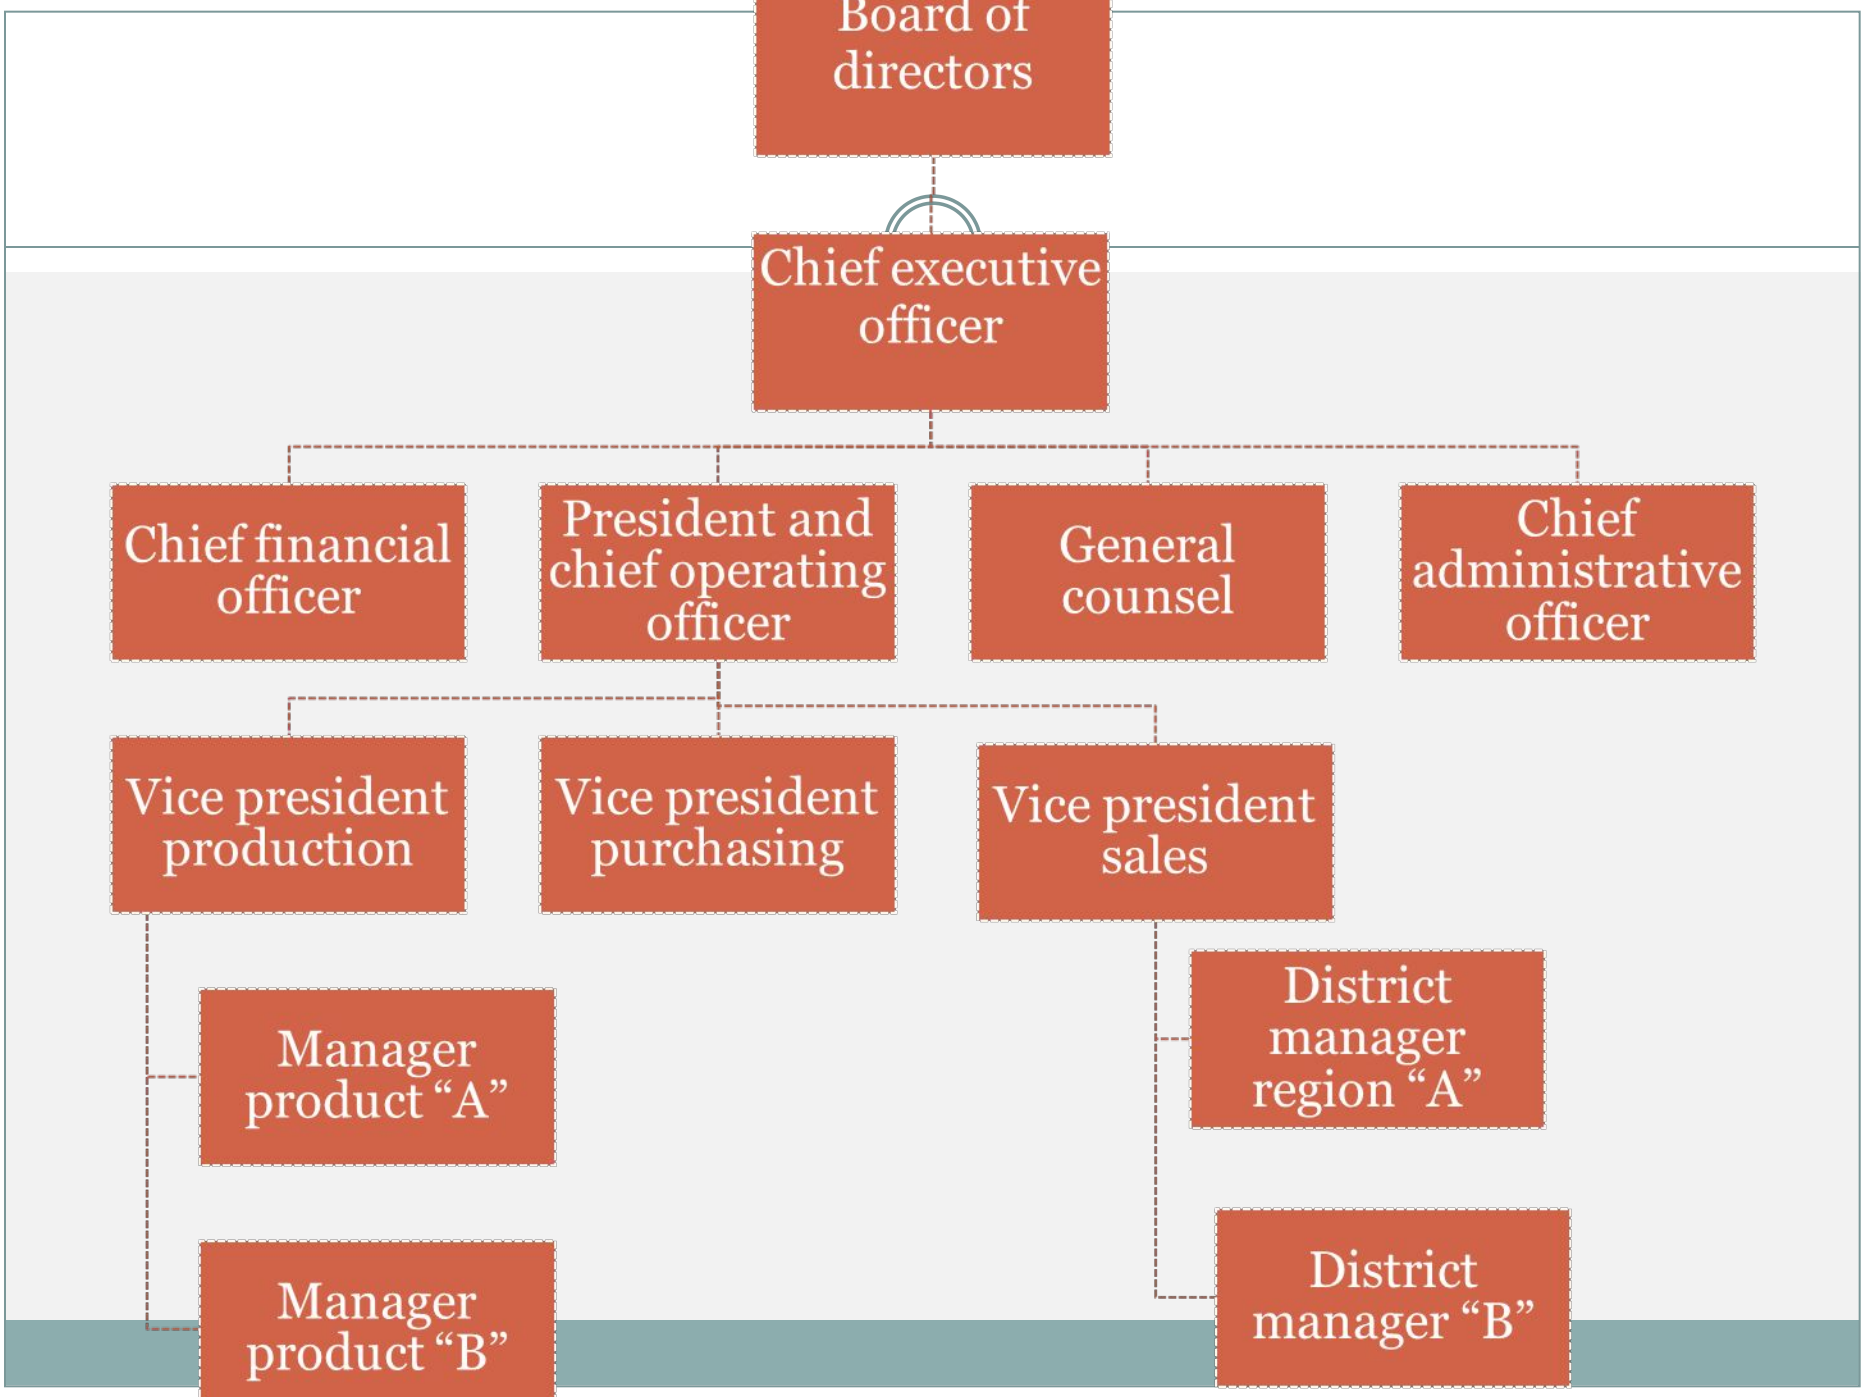 Board of
directors
Chief executive
officer
Chief financial
officer
President and
chief operating
officer
General
counsel
Chief
administrative
officer
Vice president
production
Vice president
purchasing
Vice president
sales
Manager
product “A”
District
manager
region “A”
Manager
product “B”
District
manager “B”